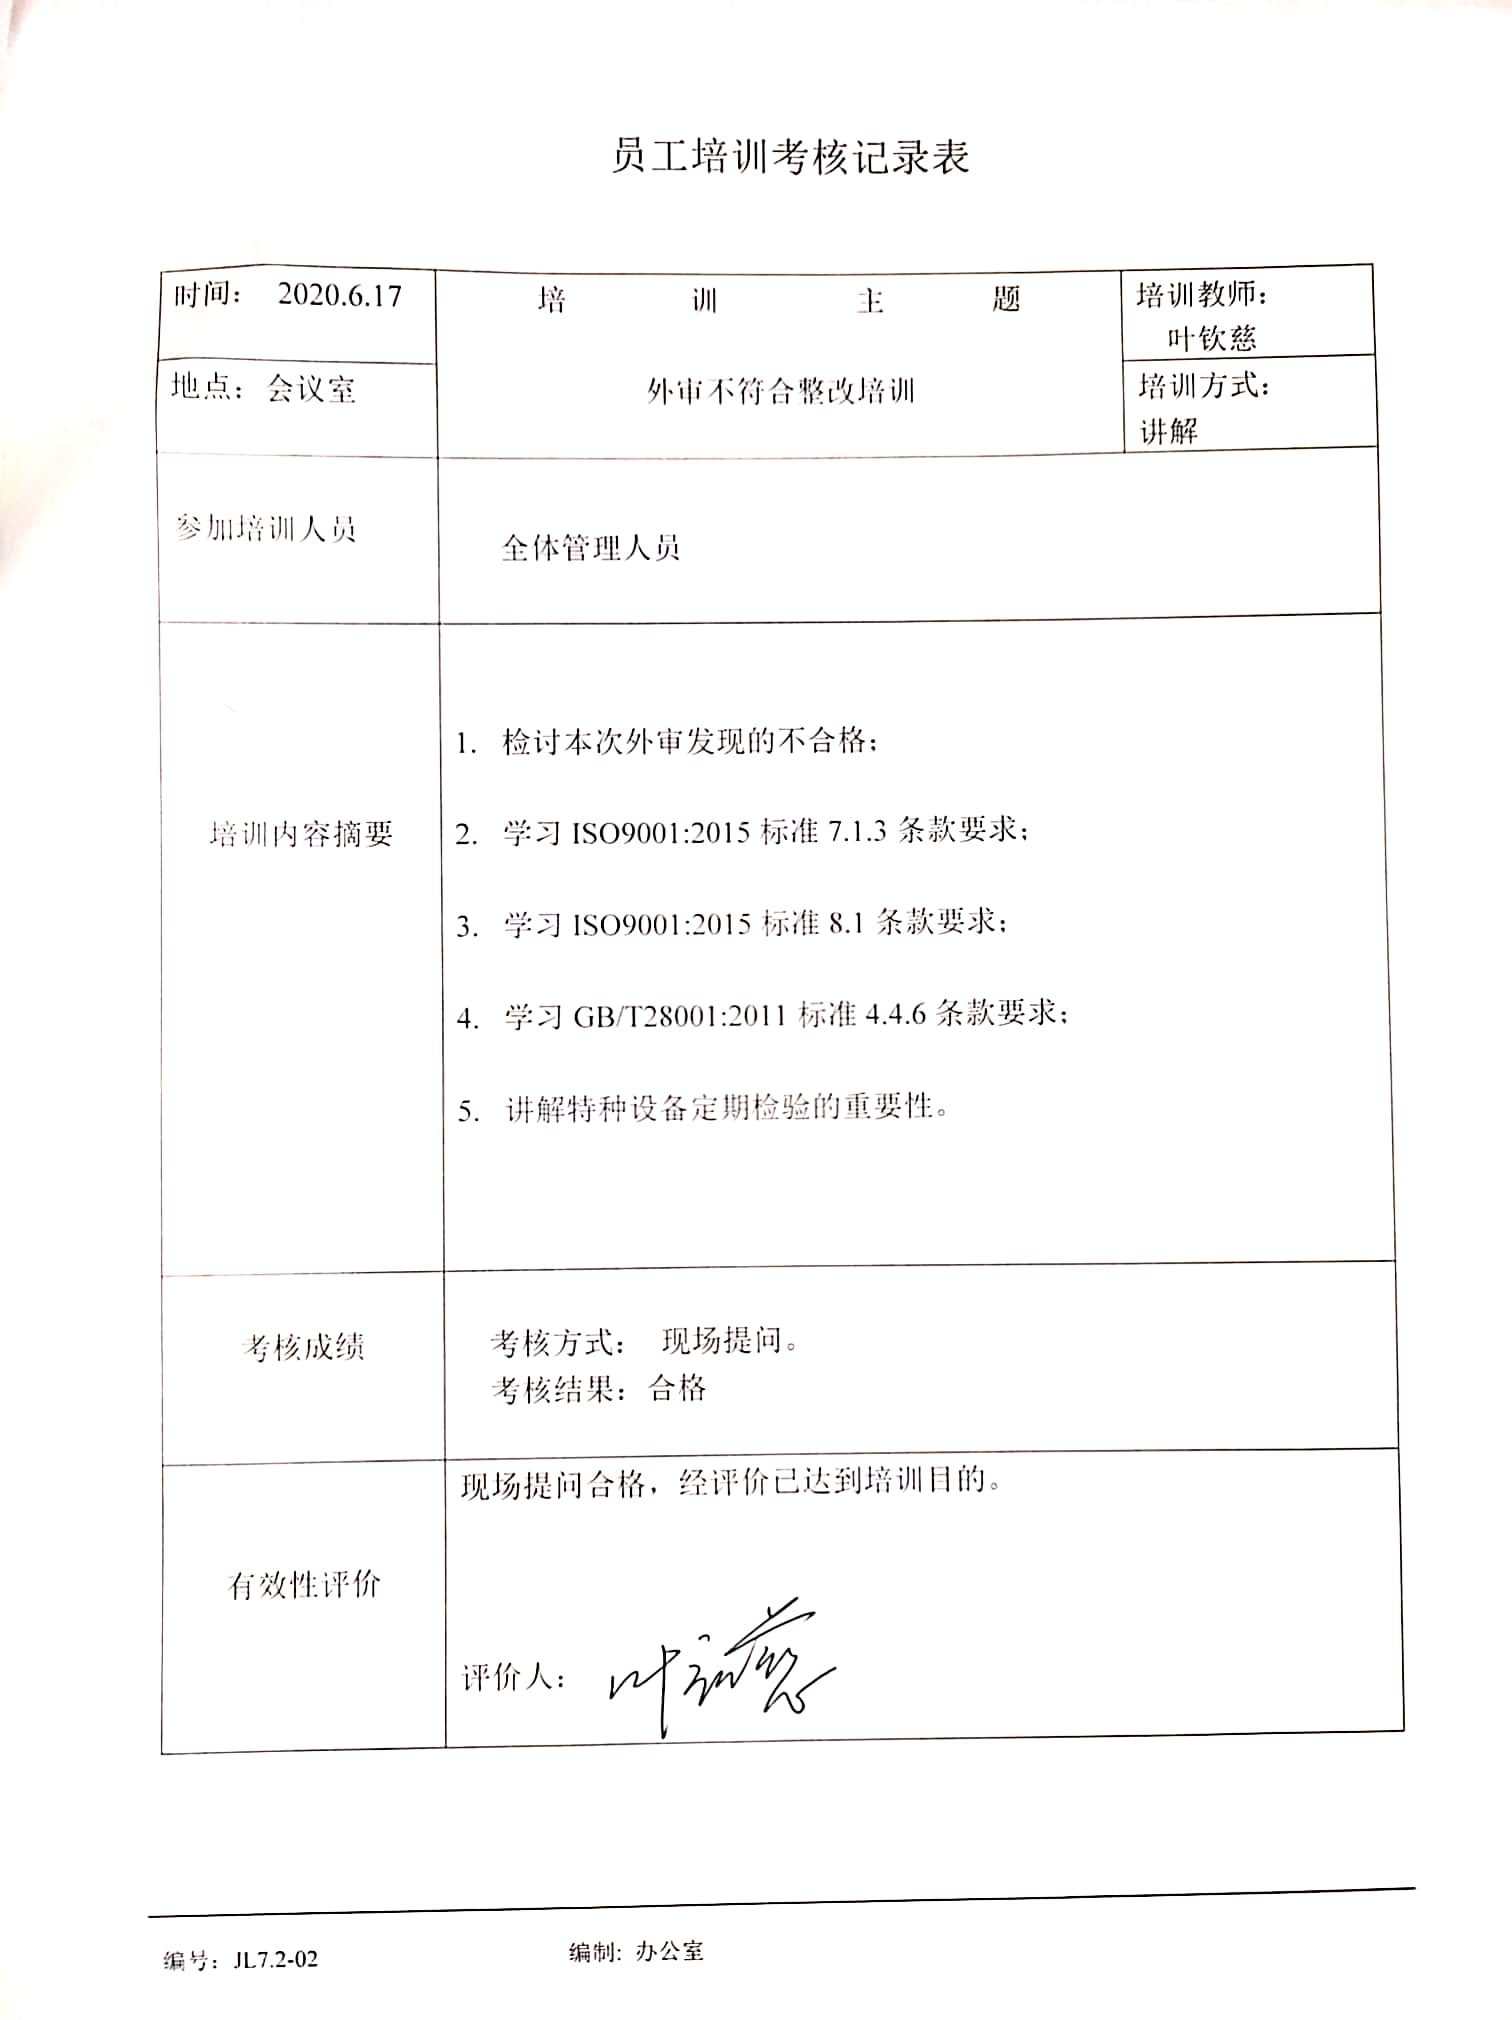 员工培训考核记录表
时间： 2020.6.17
培 训 主 题
培训教师：
叶钦慈
地点：会议室
外审不符合整改培训
培训方式：
讲解
参加培训人员
全体管理人员
培训内容摘要
1. 检讨本次外审发现的不合格；
2. 学习 ISO9001:2015 标准 7.1.3 条款要求；
3. 学习 ISO9001:2015 标准 8.1 条款要求；
4. 学习 GB/T28001:2011 标准 4.4.6 条款要求；
5. 讲解特种设备定期检验的重要性。
考核成绩
考核方式： 现场提问。
考核结果：合格
有效性评价
现场提问合格，经评价已达到培训目的。
评价人： 叶钦慈
编号：JL7.2-02
编制: 办公室